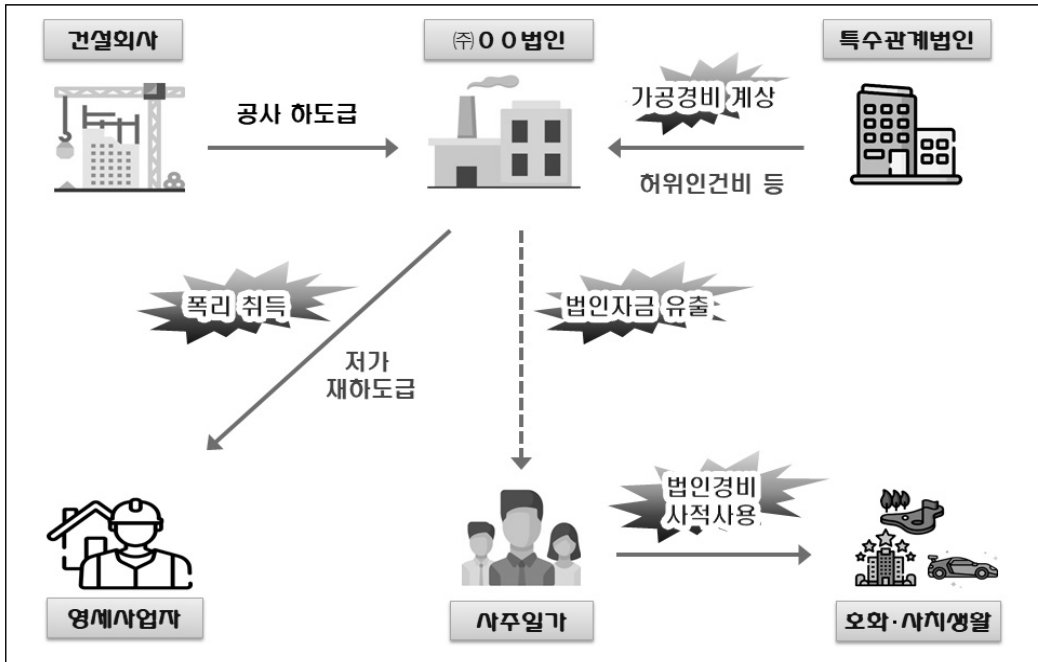 건설회사
㈜OO법인
특수관계법인
공사 하도급
가공경비 계상
허위인건비 등
폭리 취득
법인자금 유출
저가
재하도급
법인경비
사적사용
영세사업자
사주일가
호화·사치생활